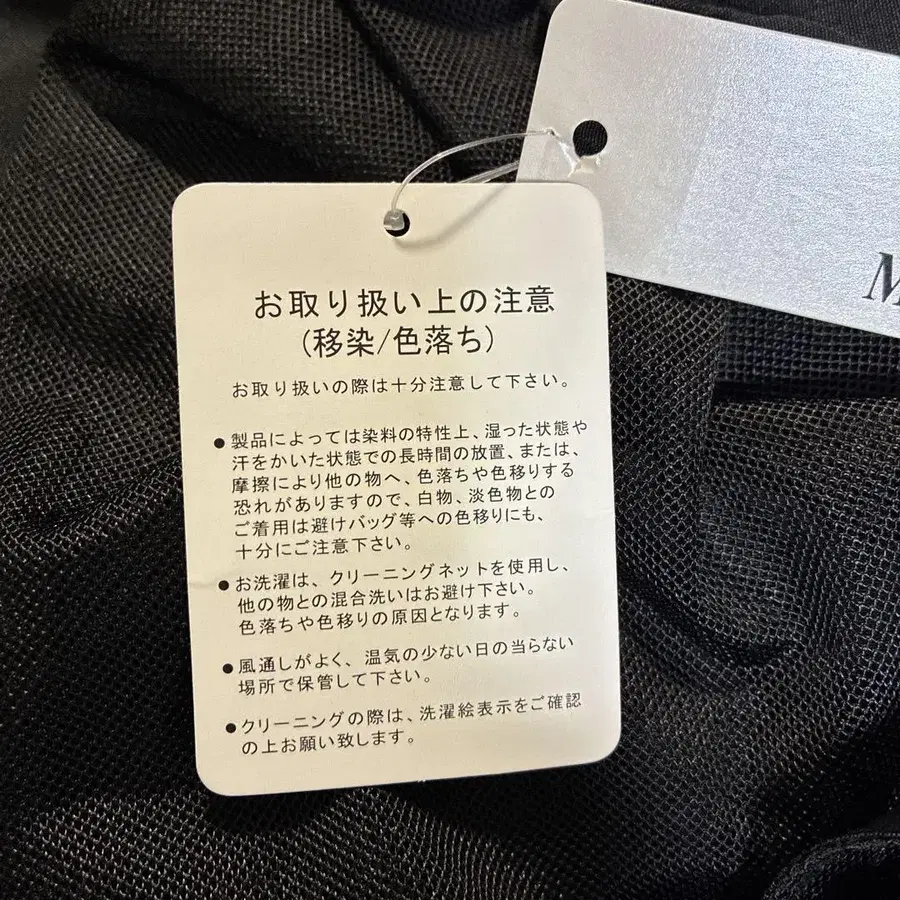 お取り扱い上の注意
(移染/色落ち)
お取り扱いの際は十分注意して下さい。
●製品によっては染料の特性上、湿った状態や
汗をかいた状態での長時間の放置、または、
摩擦により他の物へ、色落ちや色移りする
恐れがありますので、白物、淡色物との
ご着用は避けバッグ等への色移りにも、
十分にご注意下さい。
●お洗濯は、クリーニングネットを使用し、
他の物との混合洗いはお避け下さい。
色落ちや色移りの原因となります。
●風通しがよく、温気の少ない日の当らない
場所で保管して下さい。
●クリーニングの際は、洗濯絵表示をご確認
の上お願い致します。
M